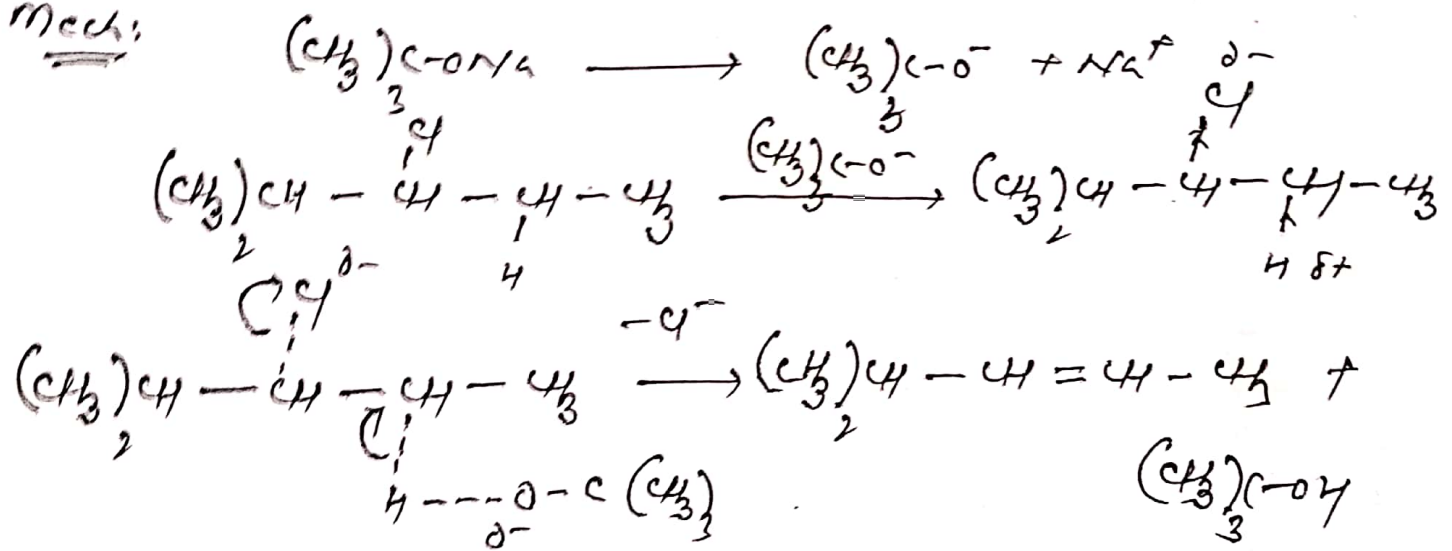 Mech:
(CH₃)₃C-ONa ⟶ (CH₃)₃C-O⁻ + Na⁺ δ-
Cl Cl
(CH₃)₂CH - CH - CH - CH₃ (CH₃)₃C-O⁻ ⟶ (CH₃)₂CH - CH - CH - CH₃
H H δ+
Cl δ- -Cl⁻
(CH₃)₂CH - CH - CH - CH₃ ⟶ (CH₃)₂CH - CH = CH - CH₃ +
H----O-C(CH₃)₃ (CH₃)₃C-OH
δ-